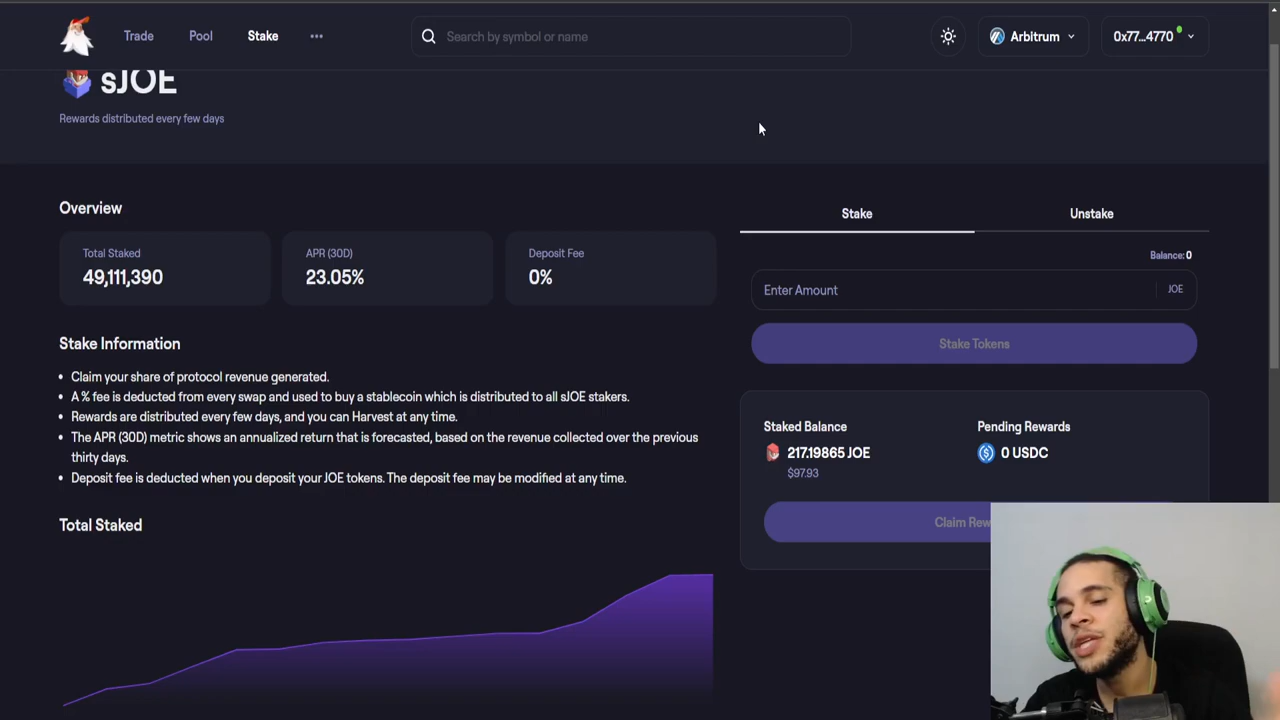 Trade
Pool
Stake
Search by symbol or name
Arbitrum
0x77...4770
sJOE
Rewards distributed every few days
Overview
Total Staked
49,111,390
APR (30D)
23.05%
Deposit Fee
0%
Stake Information
• Claim your share of protocol revenue generated.
• A % fee is deducted from every swap and used to buy a stablecoin which is distributed to all sJOE stakers.
• Rewards are distributed every few days, and you can Harvest at any time.
• The APR (30D) metric shows an annualized return that is forecasted, based on the revenue collected over the previous
thirty days.
• Deposit fee is deducted when you deposit your JOE tokens. The deposit fee may be modified at any time.
Total Staked
Stake
Unstake
Balance: 0
Enter Amount
JOE
Stake Tokens
Staked Balance
217.19865 JOE
$97.93
Pending Rewards
0 USDC
Claim Rew